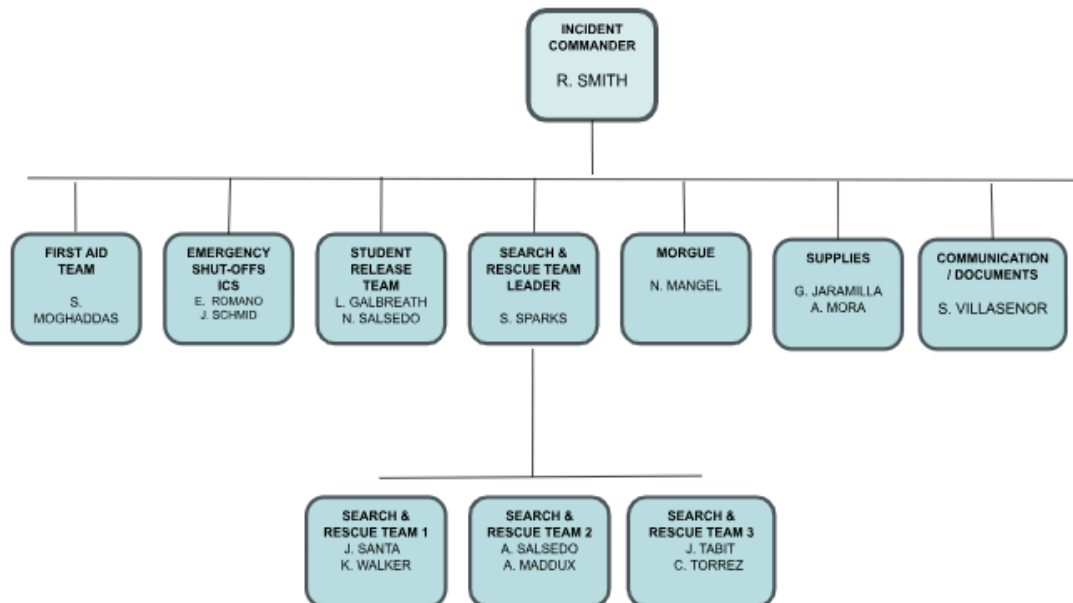 INCIDENT
COMMANDER
R. SMITH
FIRST AID
TEAM
S.
MOGHADDAS
EMERGENCY
SHUT-OFFS
ICS
E. ROMANO
J. SCHMID
STUDENT
RELEASE
TEAM
L. GALBREATH
N. SALSEDO
SEARCH &
RESCUE TEAM
LEADER
S. SPARKS
MORGUE
N. MANGEL
SUPPLIES
G. JARAMILLA
A. MORA
COMMUNICATION
/ DOCUMENTS
S. VILLASENOR
SEARCH &
RESCUE TEAM 1
J. SANTA
K. WALKER
SEARCH &
RESCUE TEAM 2
A. SALSEDO
A. MADDUX
SEARCH &
RESCUE TEAM 3
J. TABIT
C. TORREZ